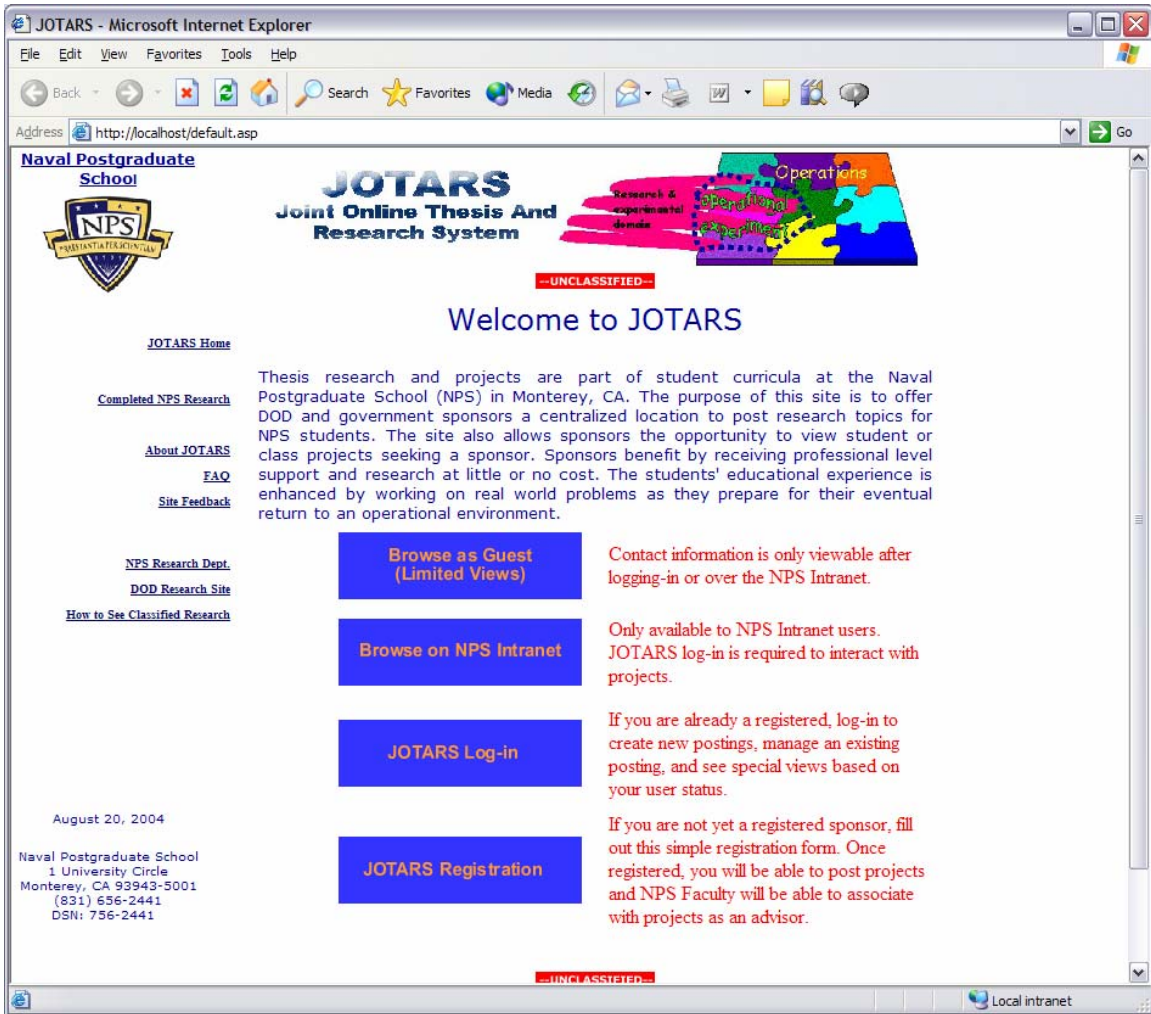 JOTARS - Microsoft Internet Explorer
File Edit View Favorites Tools Help
Back Search Favorites Media
Address http://localhost/default.asp Go
Naval Postgraduate
School
NPS
JOTARS
Joint Online Thesis And
Research System
Operations
Research &
experimental
domain
operational
experiment
--UNCLASSIFIED--
Welcome to JOTARS
JOTARS Home
Completed NPS Research
About JOTARS
FAQ
Site Feedback
NPS Research Dept.
DOD Research Site
How to See Classified Research
Thesis research and projects are part of student curricula at the Naval
Postgraduate School (NPS) in Monterey, CA. The purpose of this site is to offer
DOD and government sponsors a centralized location to post research topics for
NPS students. The site also allows sponsors the opportunity to view student or
class projects seeking a sponsor. Sponsors benefit by receiving professional level
support and research at little or no cost. The students' educational experience is
enhanced by working on real world problems as they prepare for their eventual
return to an operational environment.
Browse as Guest
(Limited Views)
Contact information is only viewable after
logging-in or over the NPS Intranet.
Browse on NPS Intranet
Only available to NPS Intranet users.
JOTARS log-in is required to interact with
projects.
JOTARS Log-in
If you are already a registered, log-in to
create new postings, manage an existing
posting, and see special views based on
your user status.
JOTARS Registration
If you are not yet a registered sponsor, fill
out this simple registration form. Once
registered, you will be able to post projects
and NPS Faculty will be able to associate
with projects as an advisor.
August 20, 2004
Naval Postgraduate School
1 University Circle
Monterey, CA 93943-5001
(831) 656-2441
DSN: 756-2441
--UNCLASSIFIED--
Local intranet